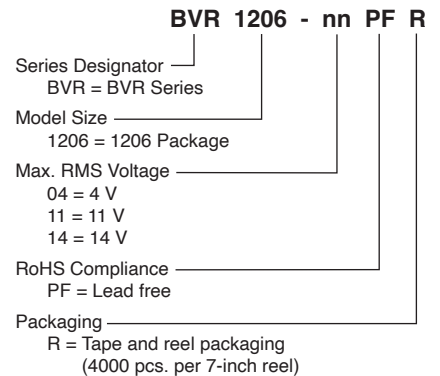 BVR 1206 - nn PF R
Series Designator
BVR = BVR Series
Model Size
1206 = 1206 Package
Max. RMS Voltage
04 = 4 V
11 = 11 V
14 = 14 V
RoHS Compliance
PF = Lead free
Packaging
R = Tape and reel packaging
(4000 pcs. per 7-inch reel)